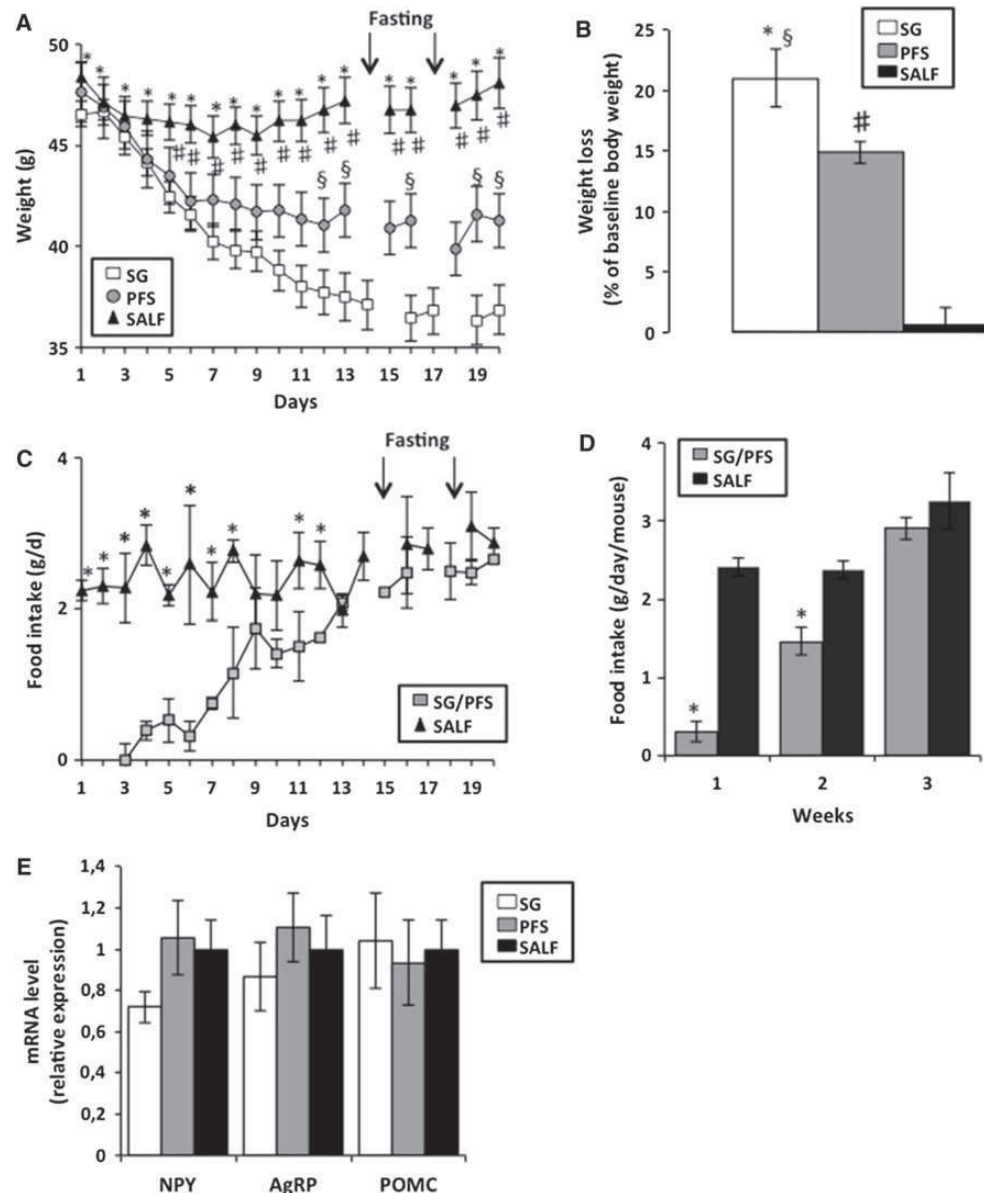 A
Fasting
* * * * * * * * * * * * * * * * * *
50
45
40
35
Weight (g)
# # # # # # # # # # # # #
§ § § § §
SG
PFS
SALF
1 3 5 7 9 11 13 15 17 19
Days
B
SG
PFS
SALF
* §
#
25
20
15
10
5
0
Weight loss
(% of baseline body weight)
C
Fasting
4
2
0
Food intake (g/d)
* * * * * * * * * *
SG/PFS
SALF
1 3 5 7 9 11 13 15 17 19
Days
D
SG/PFS
SALF
4
3
2
1
0
Food intake (g/day/mouse)
* *
1 2 3
Weeks
E
1,4
1,2
1
0,8
0,6
0,4
0,2
0
mRNA level
(relative expression)
SG
PFS
SALF
NPY AgRP POMC